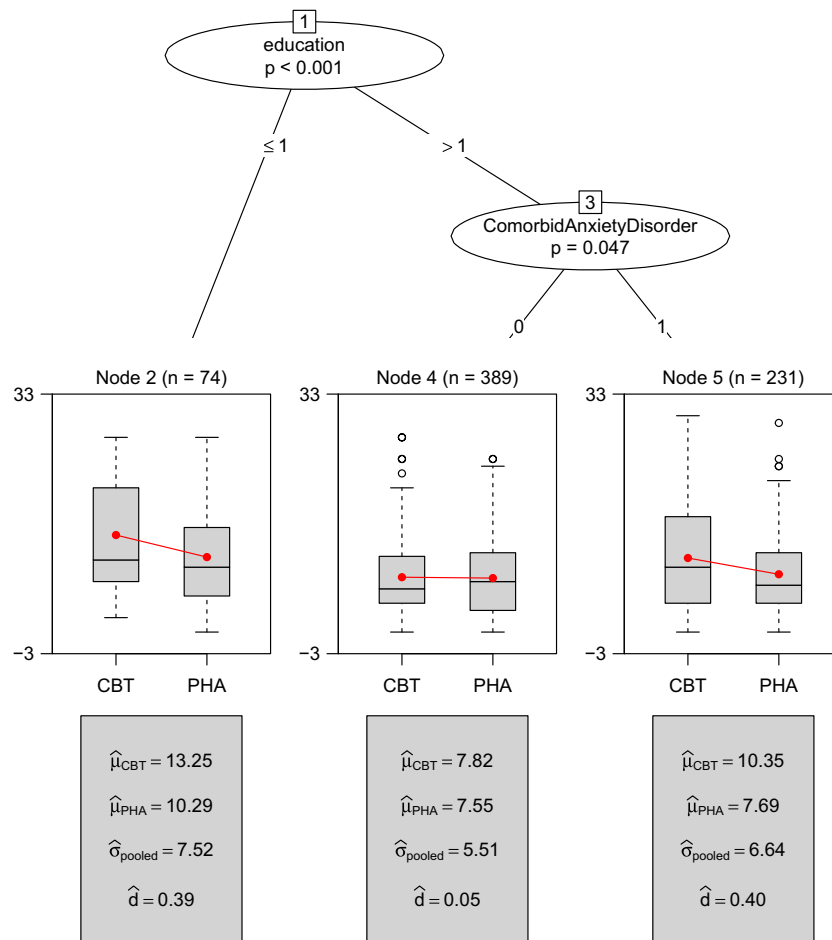 1
education
p < 0.001
≤ 1
> 1
3
ComorbidAnxietyDisorder
p = 0.047
0
1
Node 2 (n = 74)
33
−3
CBT
PHA
Node 4 (n = 389)
33
−3
CBT
PHA
Node 5 (n = 231)
33
−3
CBT
PHA
μ̂CBT = 13.25
μ̂PHA = 10.29
σ̂pooled = 7.52
d̂ = 0.39
μ̂CBT = 7.82
μ̂PHA = 7.55
σ̂pooled = 5.51
d̂ = 0.05
μ̂CBT = 10.35
μ̂PHA = 7.69
σ̂pooled = 6.64
d̂ = 0.40